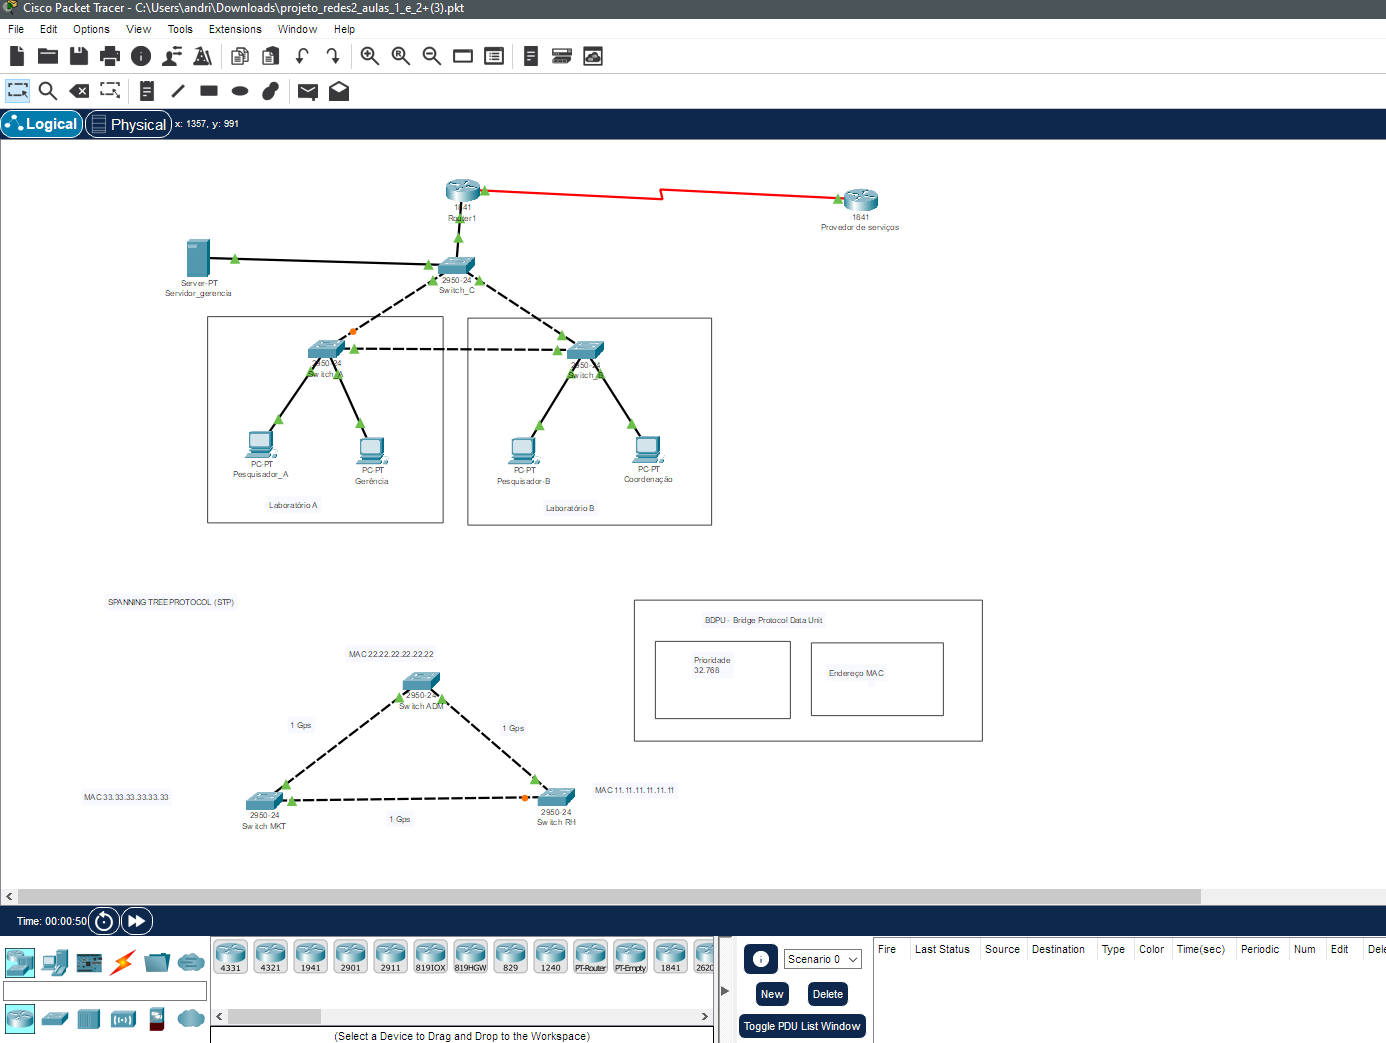 Cisco Packet Tracer - C:\Users\andri\Downloads\projeto_redes2_aulas_1_e_2+(3).pkt
File Edit Options View Tools Extensions Window Help
Logical Physical x: 1357, y: 991
1841
Router1
1841
Provedor de serviços
Server-PT
Servidor_gerencia
2950-24
Switch_C
2950-24
Switch_A
2950-24
Switch_B
PC-PT
Pesquisador_A
PC-PT
Gerência
PC-PT
Pesquisador-B
PC-PT
Coordenação
Laboratório A
Laboratório B
SPANNING TREE PROTOCOL (STP)
BDPU - Bridge Protocol Data Unit
Prioridade
32.768
Endereço MAC
MAC 22.22.22.22.22.22
2950-24
Switch ADM
1 Gps
1 Gps
MAC 33.33.33.33.33.33
MAC 11.11.11.11.11.11
2950-24
Switch MKT
1 Gps
2950-24
Switch RH
Time: 00:00:50
4331 4321 1941 2901 2911 819IOX 819HGW 829 1240 PT-Router PT-Empty 1841 2620
(Select a Device to Drag and Drop to the Workspace)
Scenario 0
New Delete
Toggle PDU List Window
Fire Last Status Source Destination Type Color Time(sec) Periodic Num Edit Dele